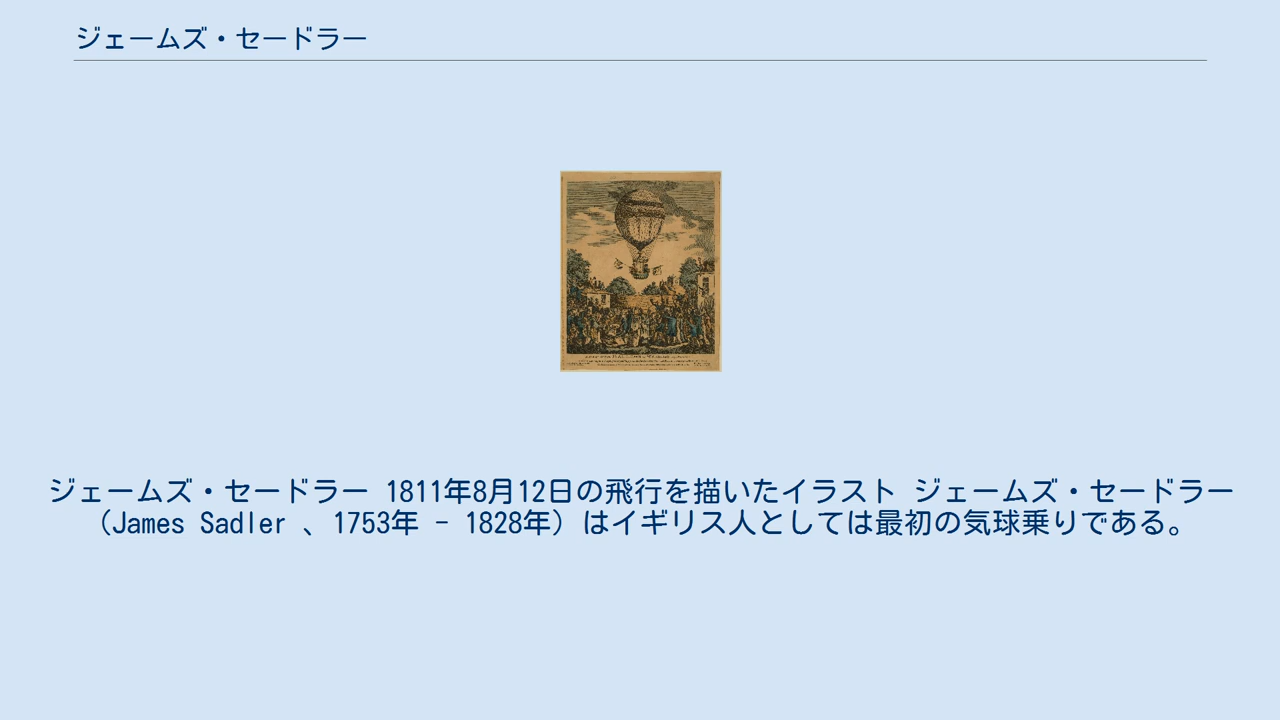 ジェームズ・セードラー
ジェームズ・セードラー 1811年8月12日の飛行を描いたイラスト ジェームズ・セードラー
（James Sadler 、1753年 - 1828年）はイギリス人としては最初の気球乗りである。